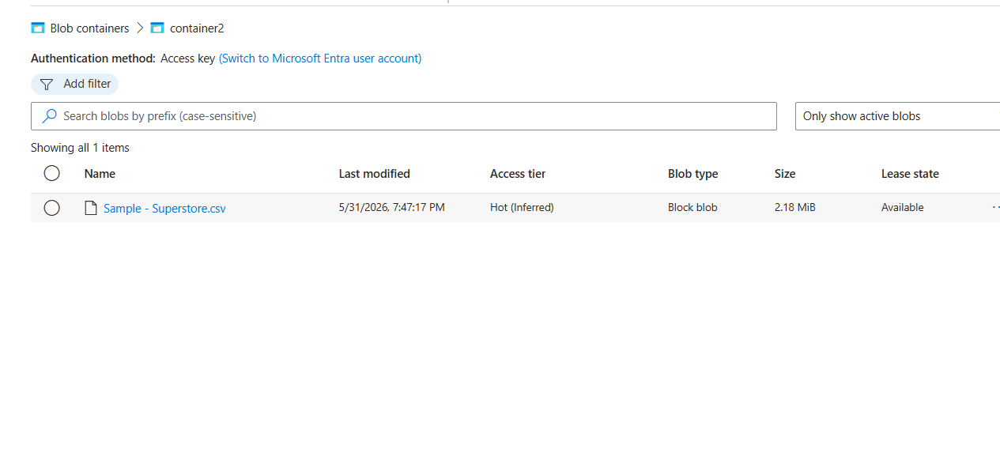 Blob containers > container2
Authentication method: Access key (Switch to Microsoft Entra user account)
Add filter
Search blobs by prefix (case-sensitive) Only show active blobs
Showing all 1 items
Name Last modified Access tier Blob type Size Lease state
Sample - Superstore.csv 5/31/2026, 7:47:17 PM Hot (Inferred) Block blob 2.18 MiB Available